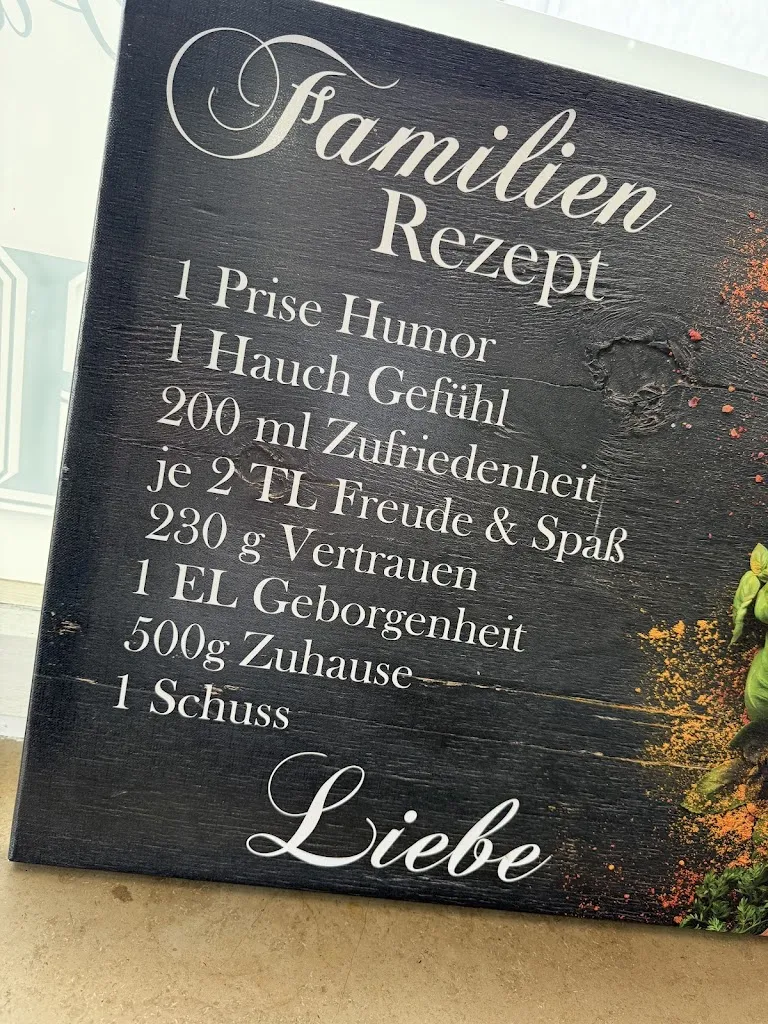 Familien
Rezept
1 Prise Humor
1 Hauch Gefühl
200 ml Zufriedenheit
je 2 TL Freude & Spaß
230 g Vertrauen
1 EL Geborgenheit
500g Zuhause
1 Schuss
Liebe